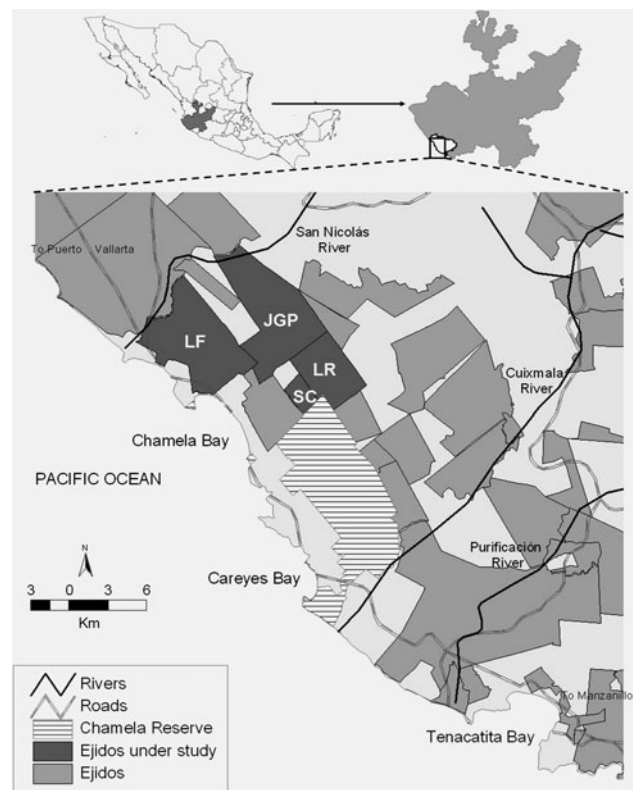 San Nicolás
River
To Puerto Vallarta
JGP
LF
LR
Cuixmala
River
SC
Chamela Bay
PACIFIC OCEAN
N
Purificación
River
Careyes Bay
3 0 3 6
Km
To Manzanillo
Tenacatita Bay
Rivers
Roads
Chamela Reserve
Ejidos under study
Ejidos